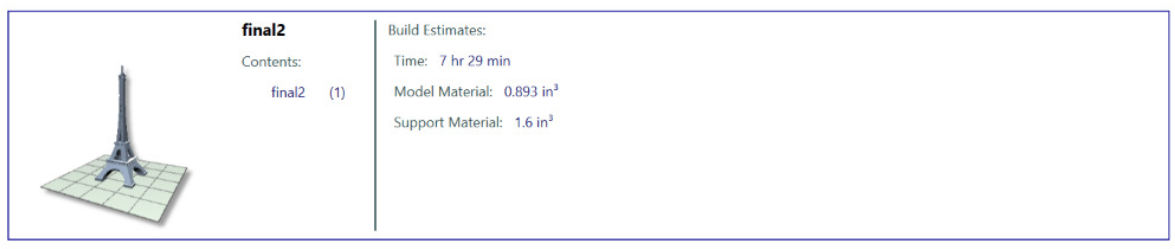 final2
Contents:
final2 (1)
Build Estimates:
Time: 7 hr 29 min
Model Material: 0.893 in³
Support Material: 1.6 in³